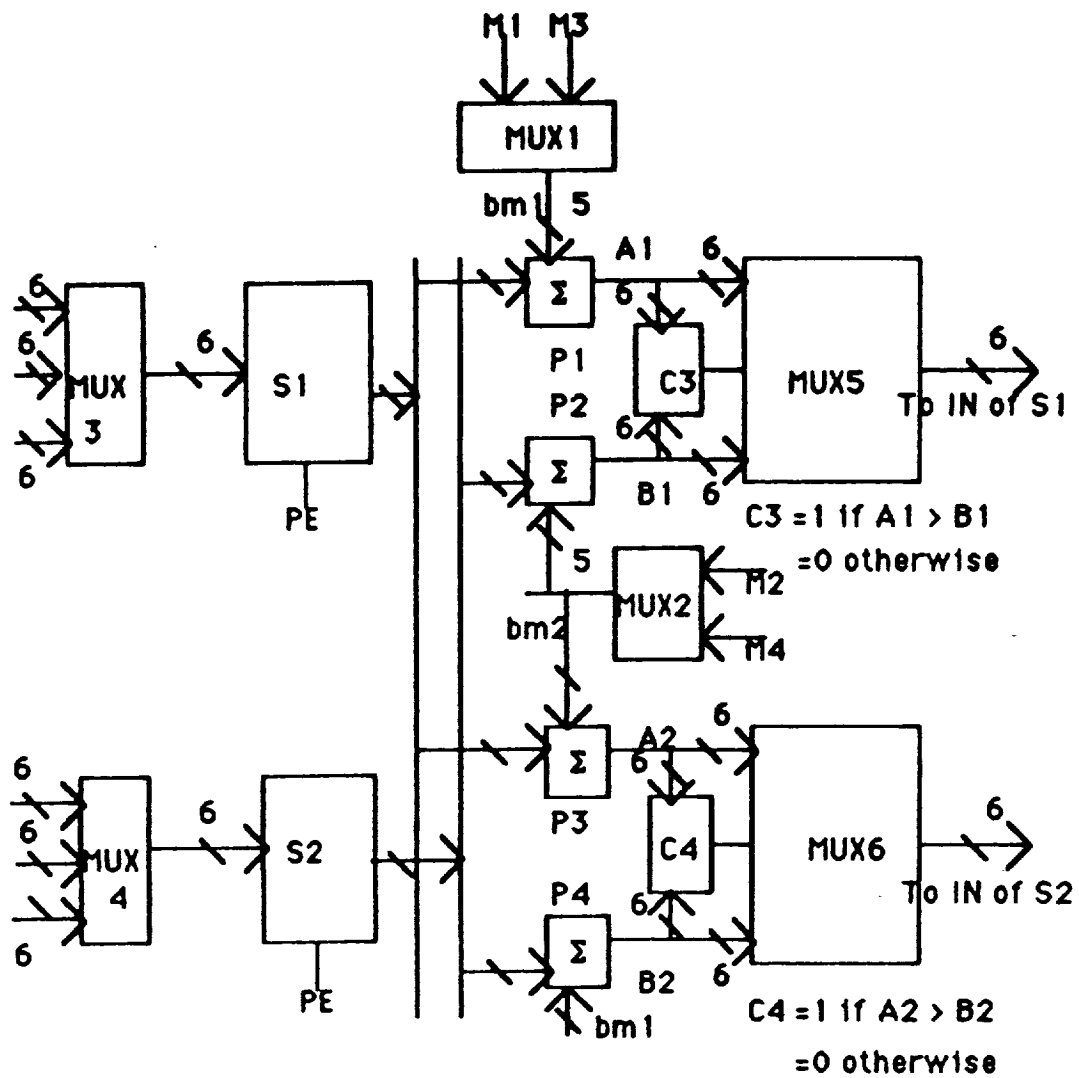 M1 M3
MUX1
bm1 5
A1 6
6
Σ
6
6
6
6
6
MUX
3
S1
P1
P2
C3
MUX5
6
To IN of S1
6
Σ
B1 6
PE
C3 =1 if A1 > B1
=0 otherwise
5
MUX2
M2
bm2
M4
A2
6
6
Σ
P3
6
6
6
6
MUX
4
S2
C4
MUX6
6
To IN of S2
P4
6
Σ
B2
6
PE
bm1
C4 =1 if A2 > B2
=0 otherwise